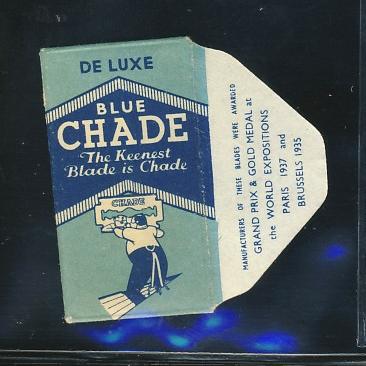 DE LUXE
BLUE
CHADE
The Keenest
Blade is Chade
CHADE
MANUFACTURERS OF THESE BLADES WERE AWARDED
GRAND PRIX & GOLD MEDAL at
the WORLD EXPOSITIONS
PARIS 1937 and
BRUSSELS 1935